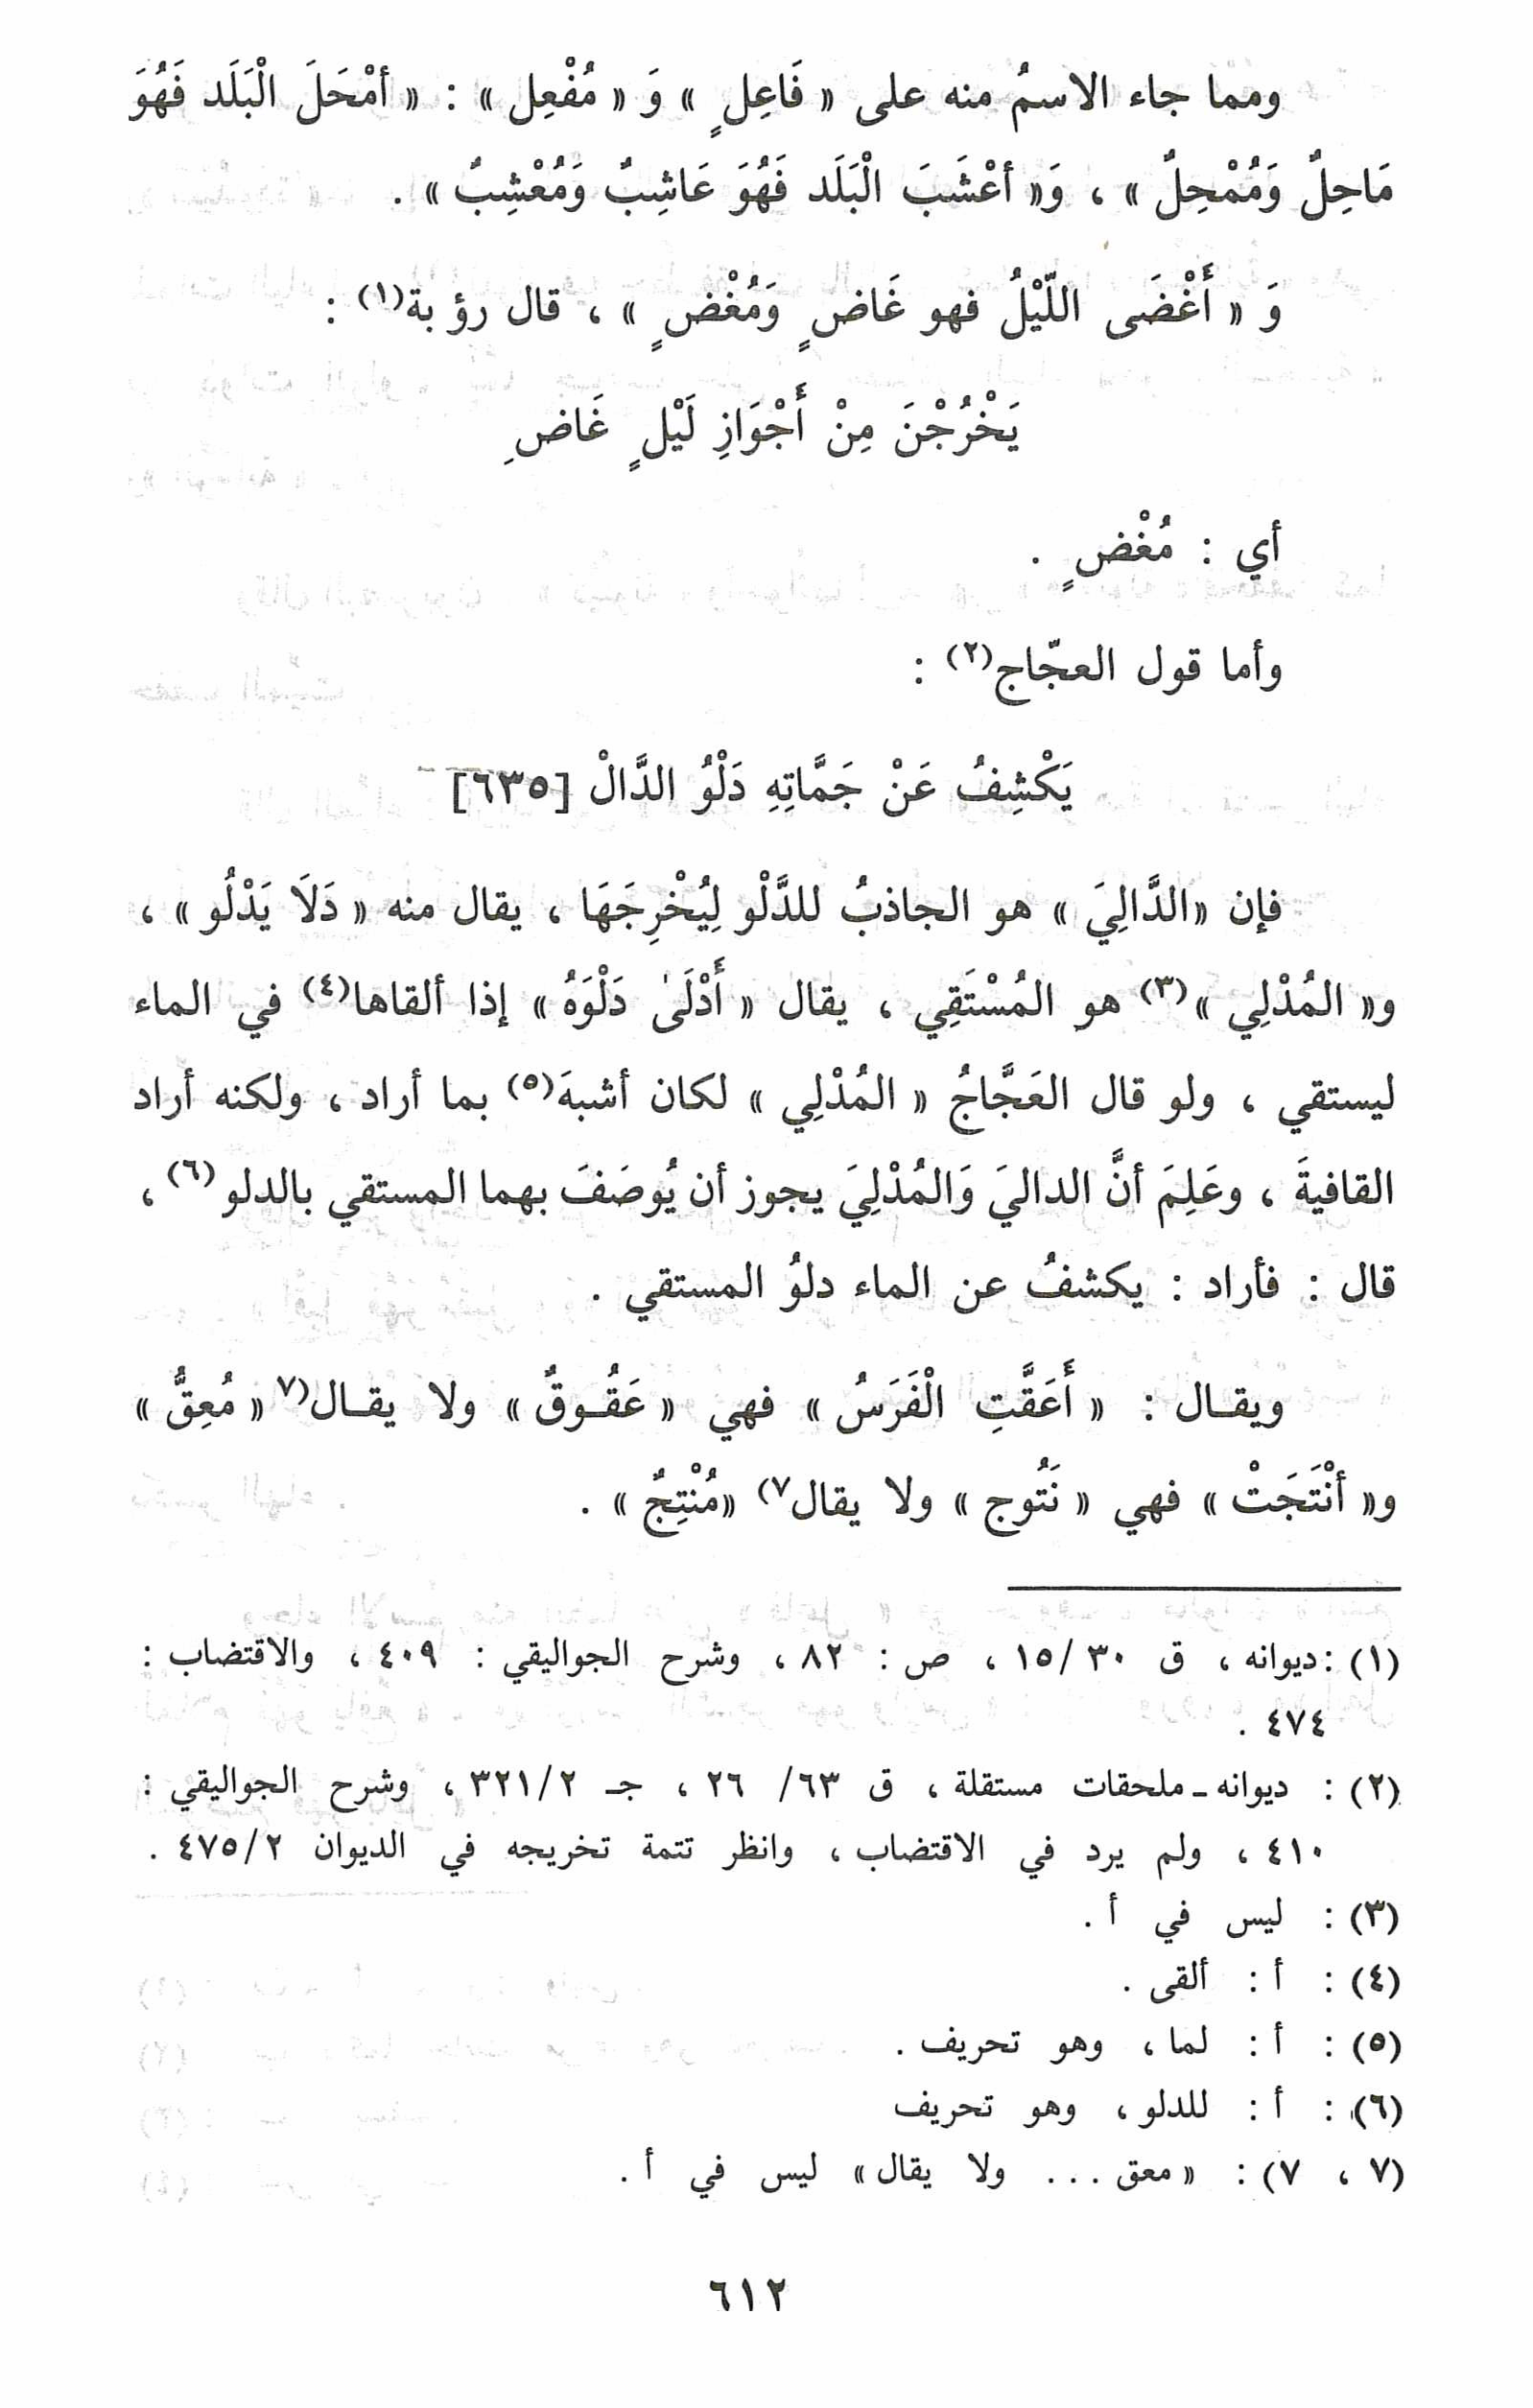 ومما جاء الاسمُ منه على « فَاعِلٍ » وَ « مُفْعِل » : « أمْحَلَ الْبَلَد فَهُوَ
مَاحِلٌ وَمُمْحِلٌ » ، وَ« أعْشَبَ الْبَلَد فَهُوَ عَاشِبٌ وَمُعْشِبٌ » .
وَ « أَغْضَى اللّيْلُ فهو غَاضٍ وَمُغْضٍ » ، قال رؤبة(١) :
يَخْرُجْنَ مِنْ أَجْوَازِ لَيْلٍ غَاضِ
أي : مُغْضٍ .
وأما قول العجّاج(٢) :
يَكْشِفُ عَنْ جَمَّاتِهِ دَلْوُ الدَّالْ [٦٣٥]
فإن «الدَّالِيَ » هو الجاذبُ للدَّلْو لِيُخْرِجَهَا ، يقال منه « دَلَا يَدْلُو » ،
و« المُدْلِي »(٣) هو المُسْتَقِي ، يقال « أَدْلَىٰ دَلْوَهُ » إذا ألقاها(٤) في الماء
ليستقي ، ولو قال العَجَّاجُ « المُدْلِي » لكان أشبهَ(٥) بما أراد ، ولكنه أراد
القافيةَ ، وعَلِمَ أنَّ الداليَ وَالمُدْلِيَ يجوز أن يُوصَفَ بهما المستقي بالدلو(٦) ،
قال : فأراد : يكشفُ عن الماء دلوُ المستقي .
ويقـال : « أَعَقَّتِ الْفَرَسُ » فهي « عَقُـوقٌ » ولا يقـال(٧ « مُعِقٌّ »
و« أنْتَجَتْ » فهي « نَتُوج » ولا يقال٧) «مُنْتِجٌ » .
(١) : ديوانه ، ق ٣٠ /١٥ ، ص : ٨٢ ، وشرح الجواليقي : ٤٠٩ ، والاقتضاب :
٤٧٤ .
(٢) : ديوانه ـ ملحقات مستقلة ، ق ٦٣ / ٢٦ ، جـ ٣٢١/٢ ، وشرح الجواليقي :
٤١٠ ، ولم يرد في الاقتضاب ، وانظر تتمة تخريجه في الديوان ٤٧٥/٢ .
(٣) : ليس في أ .
(٤) : أ : ألقى .
(٥) : أ : لما ، وهو تحريف .
(٦) : أ : للدلو ، وهو تحريف
(٧ ، ٧) : « معق ... ولا يقال » ليس في أ .
٦١٢